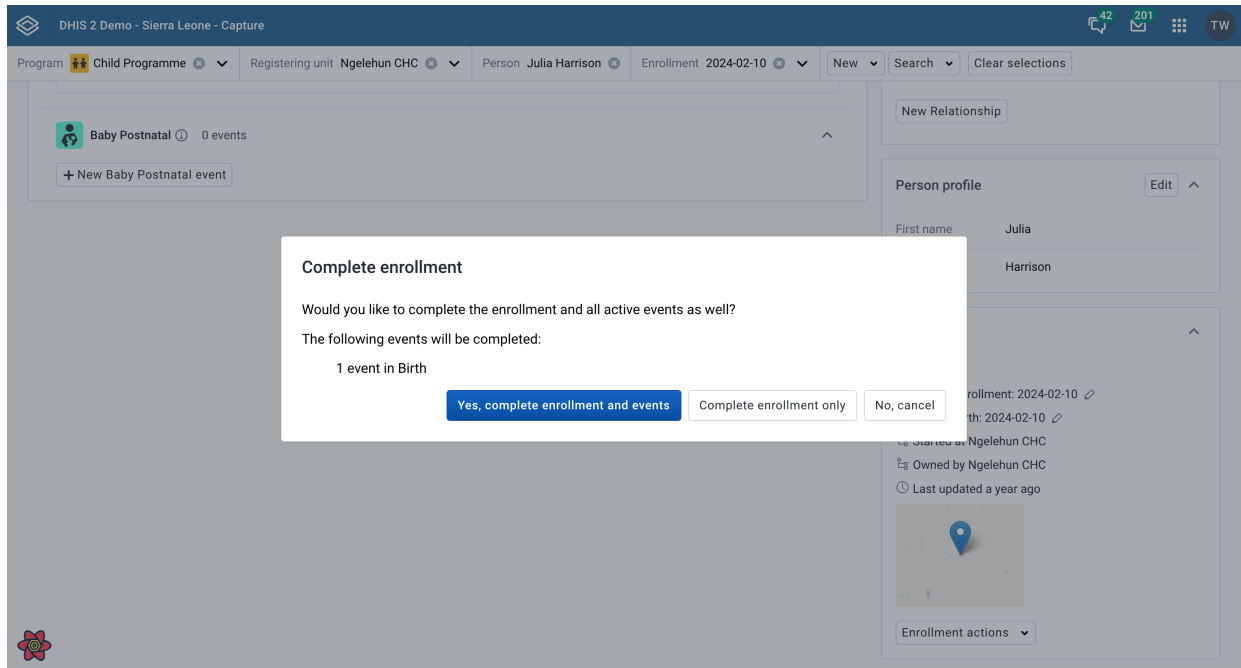 DHIS 2 Demo - Sierra Leone - Capture
42
201
TW
Program Child Programme
Registering unit Ngelehun CHC
Person Julia Harrison
Enrollment 2024-02-10
New
Search
Clear selections
Baby Postnatal 0 events
New Baby Postnatal event
New Relationship
Person profile
Edit
First name Julia
Harrison
Complete enrollment
Would you like to complete the enrollment and all active events as well?
The following events will be completed:
1 event in Birth
Yes, complete enrollment and events
Complete enrollment only
No, cancel
2024-02-10
2024-02-10
Started at Ngelehun CHC
Owned by Ngelehun CHC
Last updated a year ago
Enrollment actions